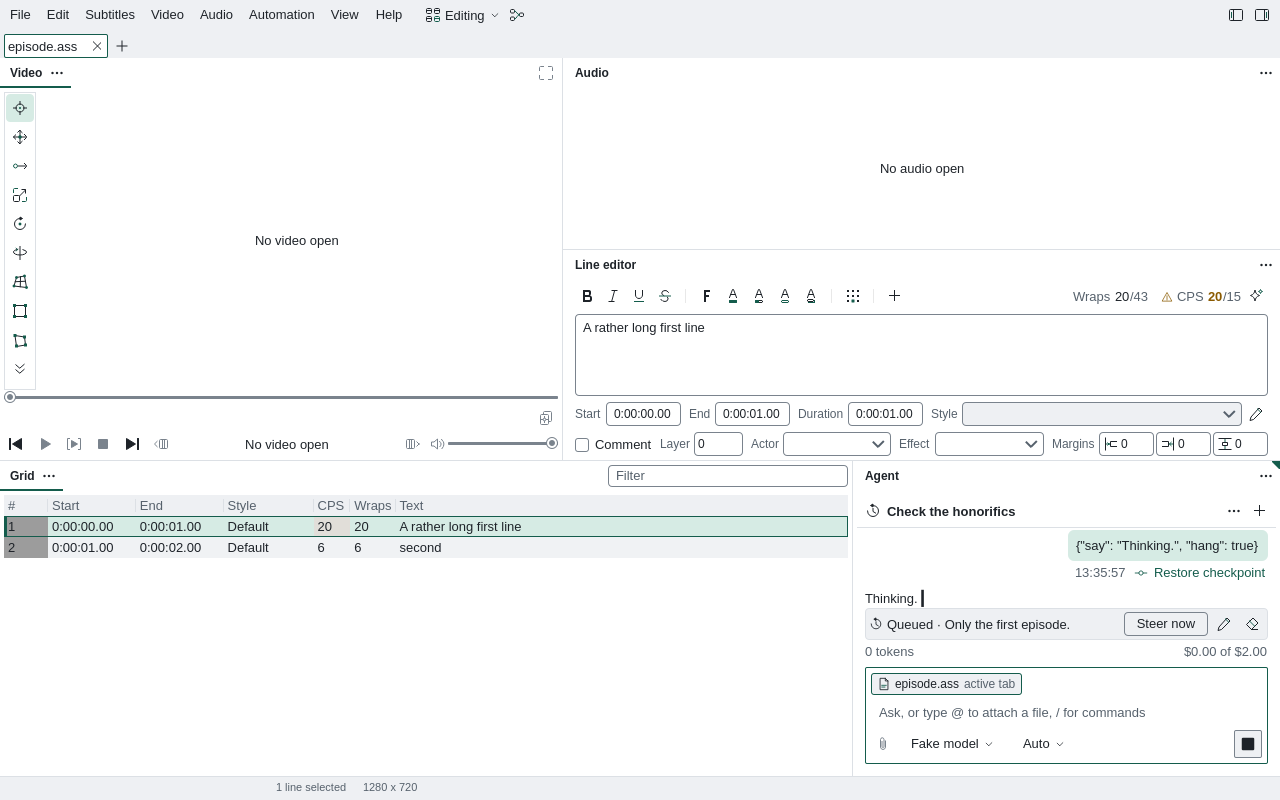 File Edit Subtitles Video Audio Automation View Help Editing
episode.ass
Video
No video open
No video open
Audio
No audio open
Line editor
B I U S F A A A A Wraps 20/43 CPS 20/15
A rather long first line
Start 0:00:00.00 End 0:00:01.00 Duration 0:00:01.00 Style
Comment Layer 0 Actor Effect Margins 0 0 0
Grid
Filter
# Start End Style CPS Wraps Text
1 0:00:00.00 0:00:01.00 Default 20 20 A rather long first line
2 0:00:01.00 0:00:02.00 Default 6 6 second
Agent
Check the honorifics
{"say": "Thinking.", "hang": true}
13:35:57 Restore checkpoint
Thinking.
Queued · Only the first episode. Steer now
0 tokens $0.00 of $2.00
episode.ass active tab
Ask, or type @ to attach a file, / for commands
Fake model Auto
1 line selected 1280 x 720